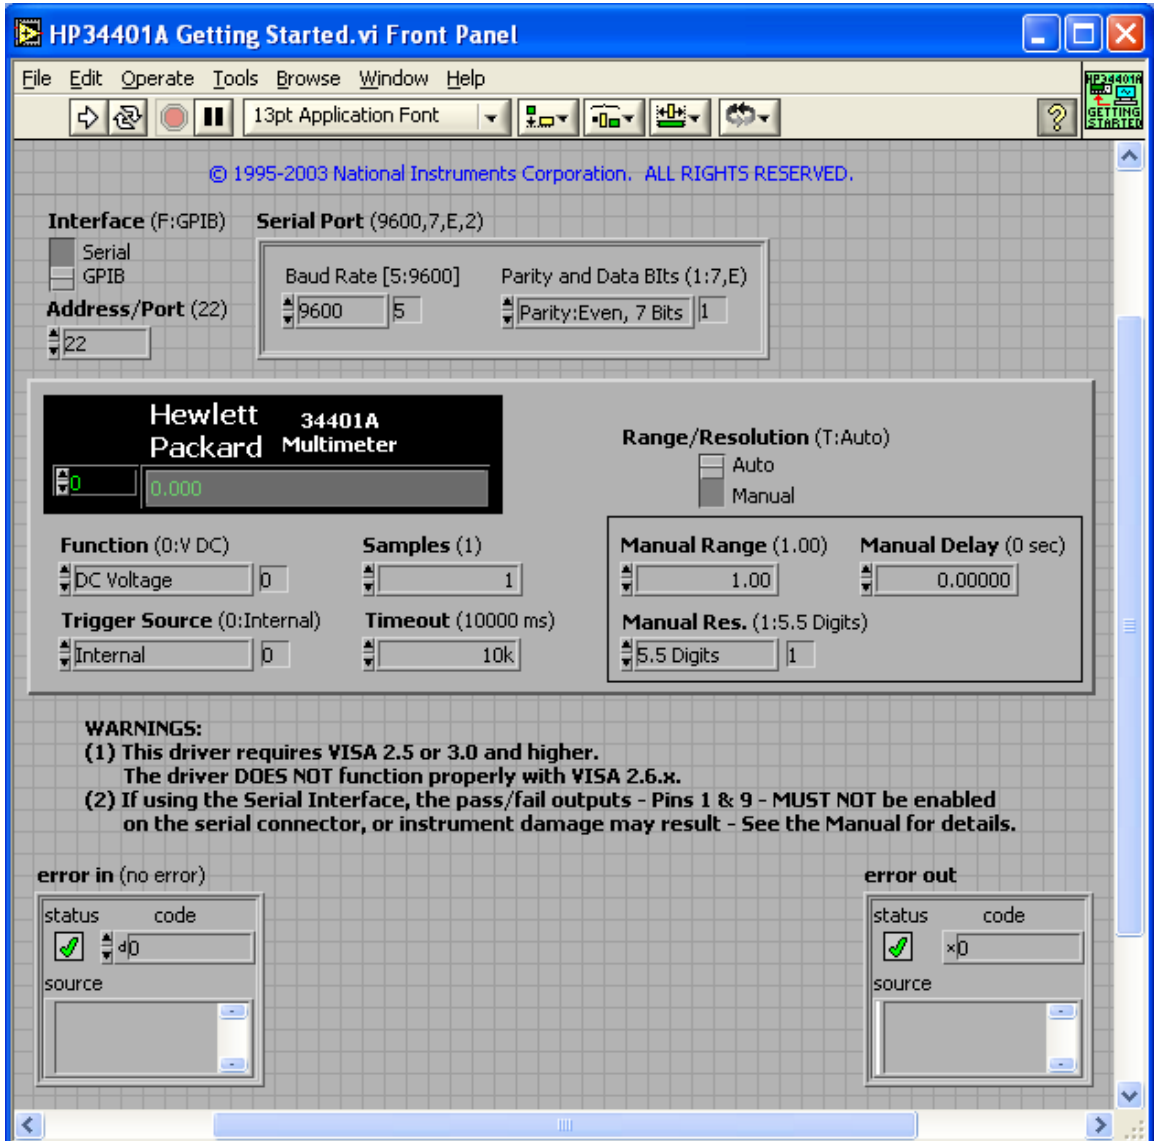 HP34401A Getting Started.vi Front Panel
File Edit Operate Tools Browse Window Help
HP34401A
GETTING
STARTED
13pt Application Font
?
© 1995-2003 National Instruments Corporation.  ALL RIGHTS RESERVED.
Interface (F:GPIB)
Serial
GPIB
Address/Port (22)
22
Serial Port (9600,7,E,2)
Baud Rate [5:9600]
9600 5
Parity and Data BIts (1:7,E)
Parity:Even, 7 Bits 1
Hewlett
Packard
34401A
Multimeter
0
0.000
Range/Resolution (T:Auto)
Auto
Manual
Function (0:V DC)
DC Voltage 0
Samples (1)
1
Trigger Source (0:Internal)
Internal 0
Timeout (10000 ms)
10k
Manual Range (1.00)
1.00
Manual Delay (0 sec)
0.00000
Manual Res. (1:5.5 Digits)
5.5 Digits 1
WARNINGS:
(1) This driver requires VISA 2.5 or 3.0 and higher.
The driver DOES NOT function properly with VISA 2.6.x.
(2) If using the Serial Interface, the pass/fail outputs - Pins 1 & 9 - MUST NOT be enabled
on the serial connector, or instrument damage may result - See the Manual for details.
error in (no error)
status code
d 0
source
error out
status code
x 0
source